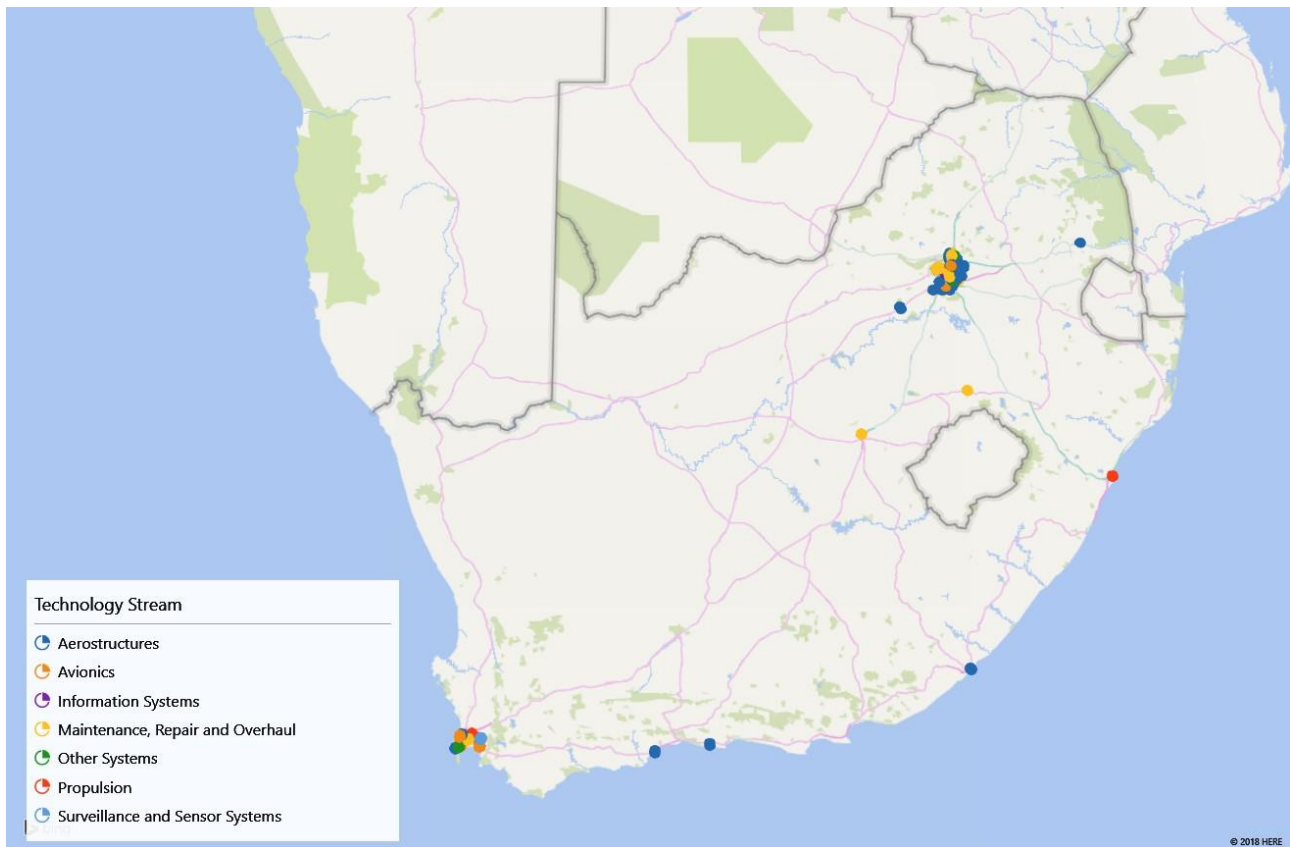 Technology Stream
Aerostructures
Avionics
Information Systems
Maintenance, Repair and Overhaul
Other Systems
Propulsion
Surveillance and Sensor Systems
bing
© 2018 HERE